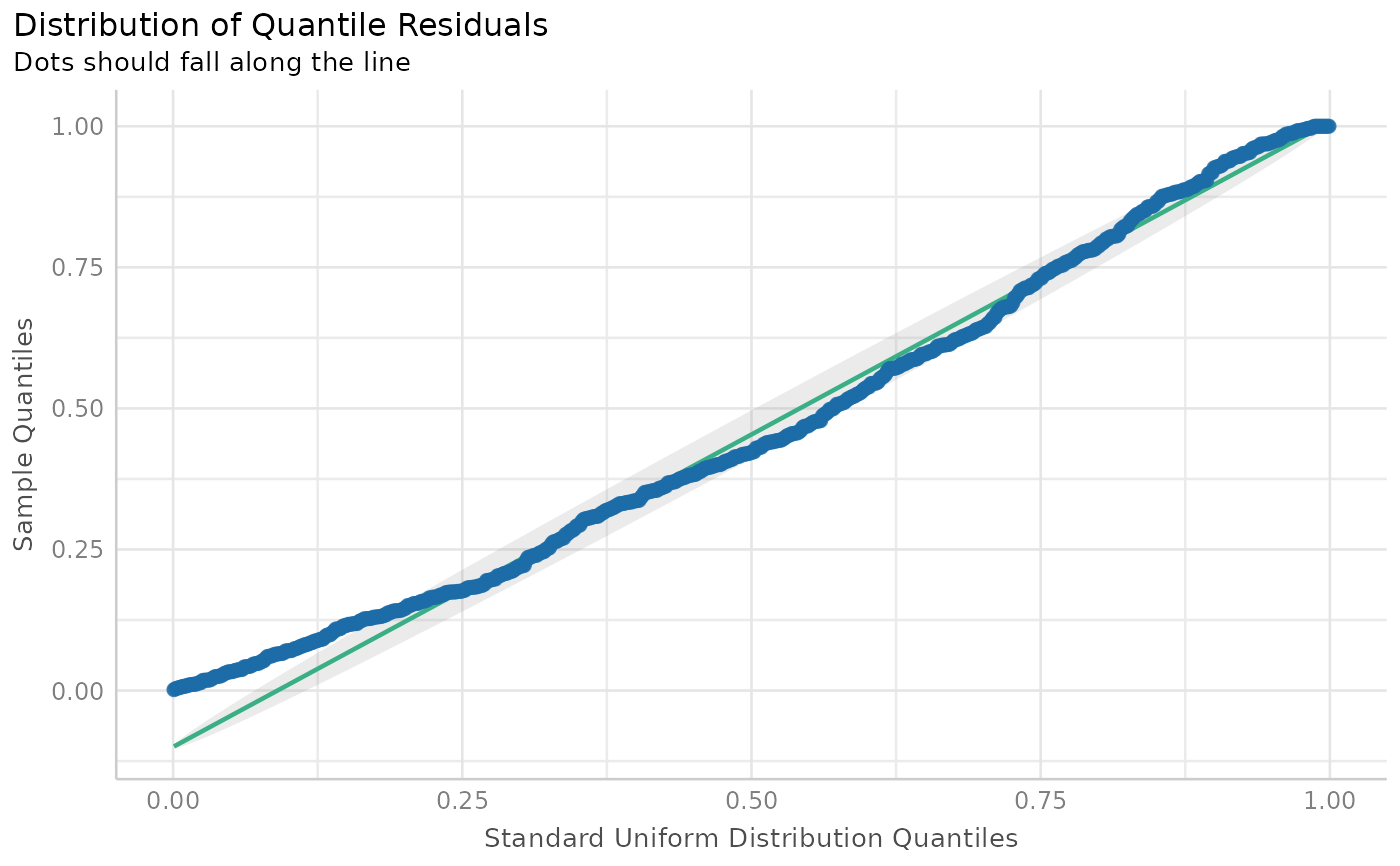 Distribution of Quantile Residuals
Dots should fall along the line
1.00
0.75
0.50
0.25
0.00
Sample Quantiles
0.00 0.25 0.50 0.75 1.00
Standard Uniform Distribution Quantiles